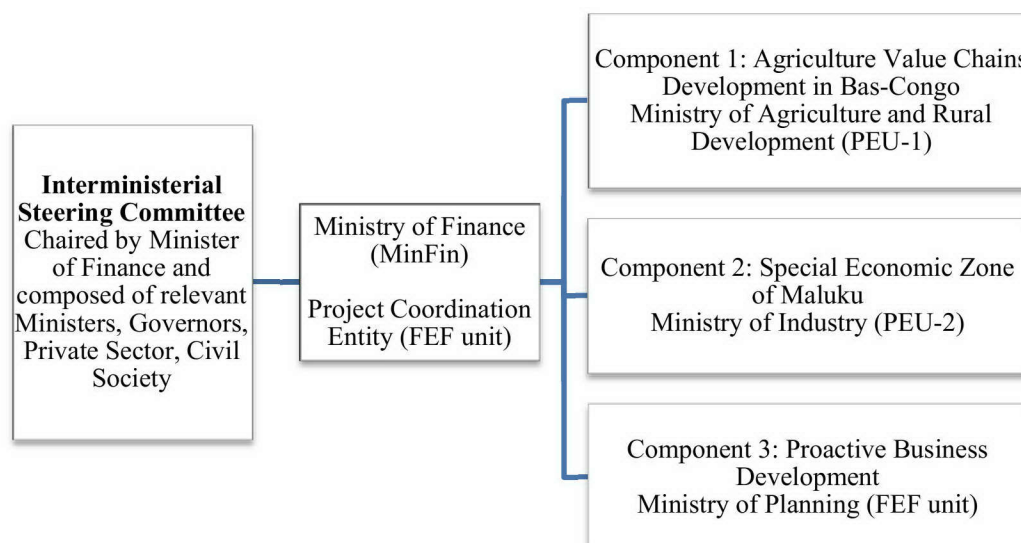 Interministerial
Steering Committee
Chaired by Minister
of Finance and
composed of relevant
Ministers, Governors,
Private Sector, Civil
Society
Ministry of Finance
(MinFin)
Project Coordination
Entity (FEF unit)
Component 1: Agriculture Value Chains
Development in Bas-Congo
Ministry of Agriculture and Rural
Development (PEU-1)
Component 2: Special Economic Zone
of Maluku
Ministry of Industry (PEU-2)
Component 3: Proactive Business
Development
Ministry of Planning (FEF unit)